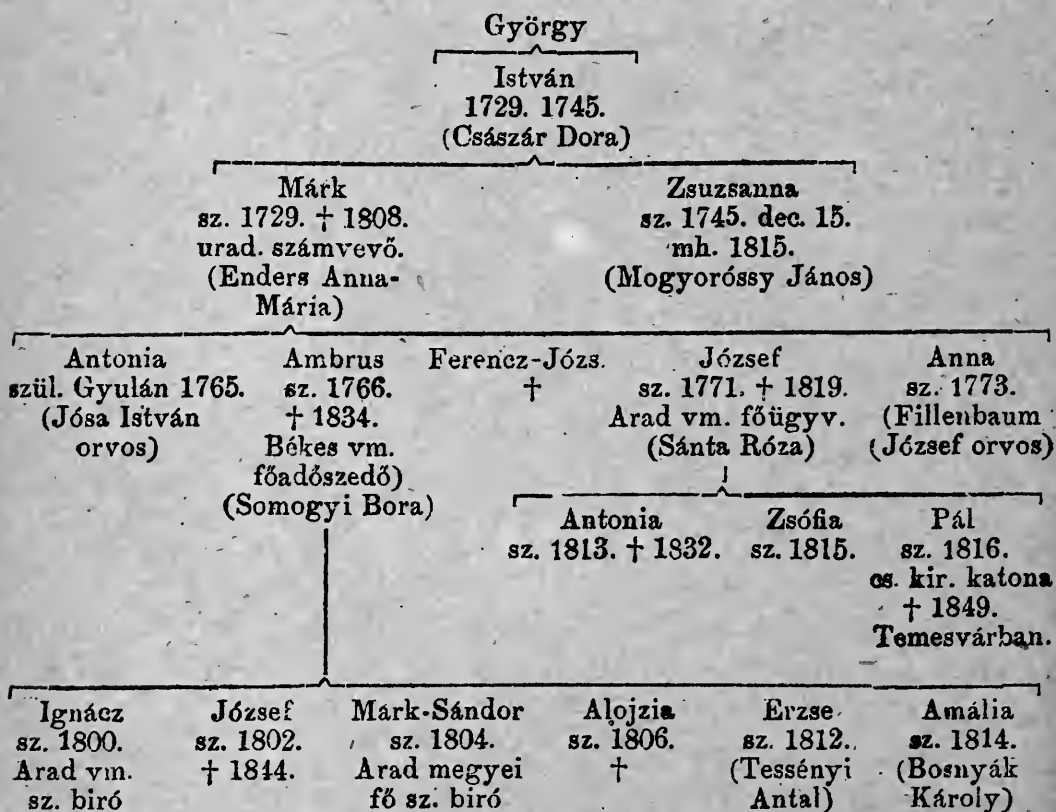 György
István
1729. 1745.
(Császár Dora)
Márk
sz. 1729. † 1808.
urad. számvevő.
(Enders Anna-
Mária)
Zsuzsanna
sz. 1745. dec. 15.
mh. 1815.
(Mogyoróssy János)
Antonia
szül. Gyulán 1765.
(Jósa István
orvos)
Ambrus
sz. 1766.
† 1834.
Békes vm.
főadószedő)
(Somogyi Bora)
Ferencz-Józs.
†
József
sz. 1771. † 1819.
Arad vm. főügyv.
(Sánta Róza)
Anna
sz. 1773.
(Fillenbaum
(József orvos)
Antonia
sz. 1813. † 1832.
Zsófia
sz. 1815.
Pál
sz. 1816.
cs. kir. katona
† 1849.
Temesvárban.
Ignácz
sz. 1800.
Arad vm.
sz. biró
József
sz. 1802.
† 1844.
Márk-Sándor
sz. 1804.
Arad megyei
fő sz. biró
Alojzia
sz. 1806.
†
Erzse
sz. 1812.
(Tessényi
Antal)
Amália
sz. 1814.
(Bosnyák
Károly)